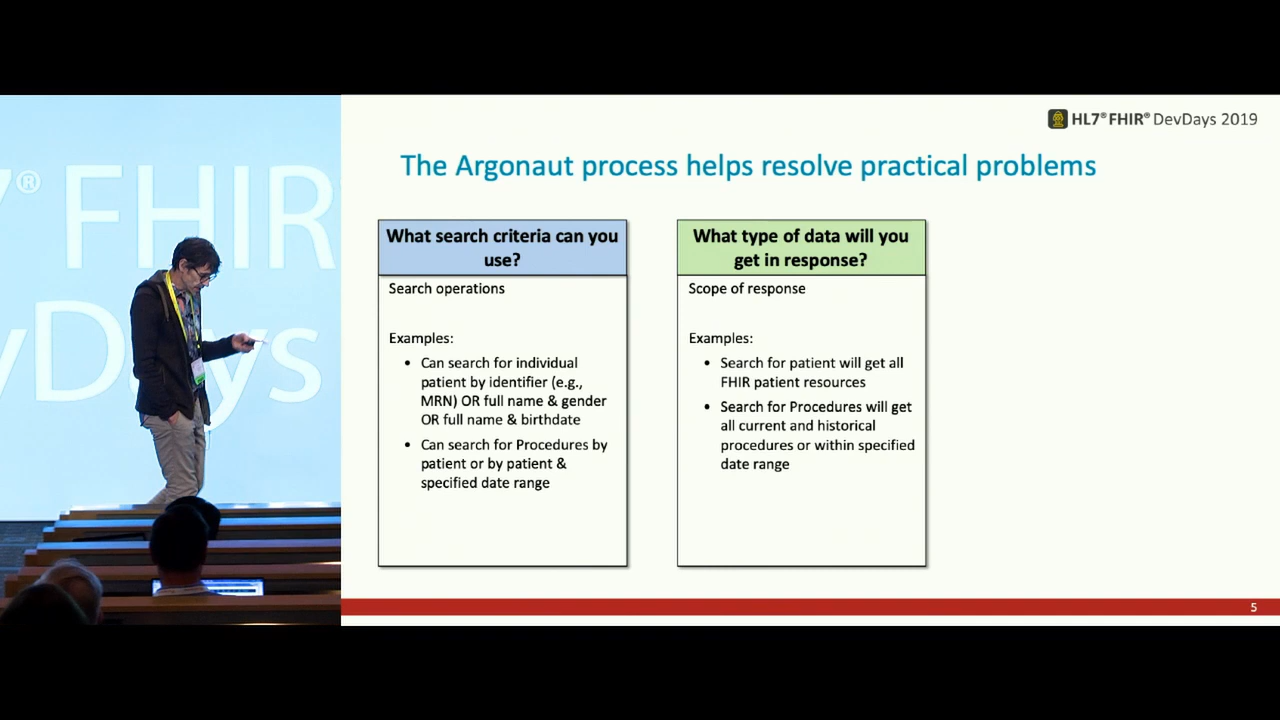 7® FHIR
yDays
HL7® FHIR® DevDays 2019
The Argonaut process helps resolve practical problems
What search criteria can you
use?
Search operations
Examples:
• Can search for individual
patient by identifier (e.g.,
MRN) OR full name & gender
OR full name & birthdate
• Can search for Procedures by
patient or by patient &
specified date range
What type of data will you
get in response?
Scope of response
Examples:
• Search for patient will get all
FHIR patient resources
• Search for Procedures will get
all current and historical
procedures or within specified
date range
5